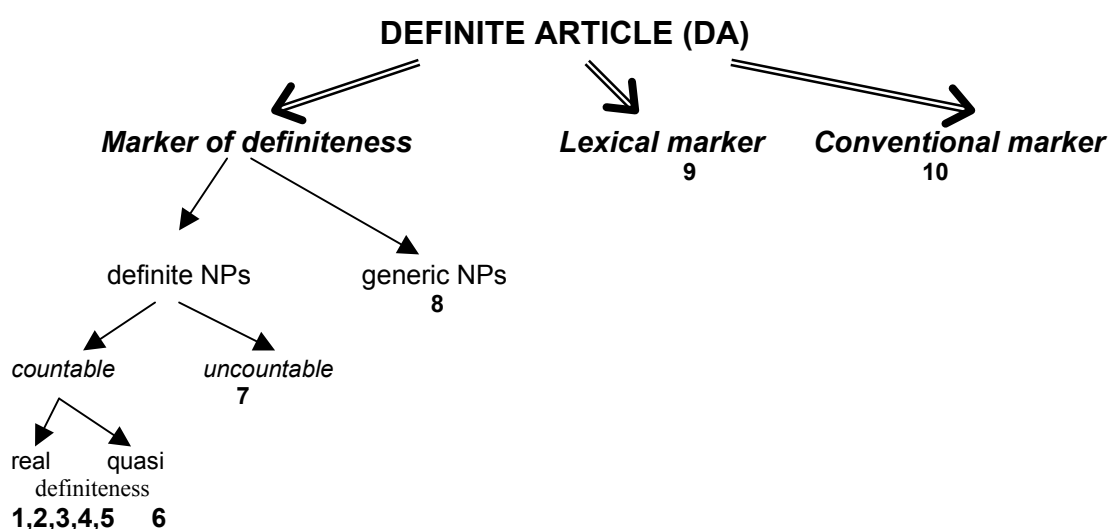 DEFINITE ARTICLE (DA)
Marker of definiteness Lexical marker Conventional marker
9 10
definite NPs generic NPs
8
countable uncountable
7
real quasi
definiteness
1,2,3,4,5 6